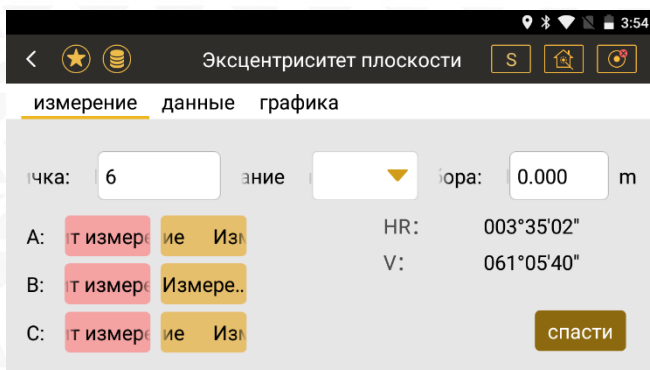 3:54
Эксцентриситет плоскости S
измерение данные графика
чка: 6 ание бора: 0.000 m
HR: 003°35'02"
A: т измере ие Изм
V: 061°05'40"
B: т измере Измере..
C: т измере ие Изм
спасти